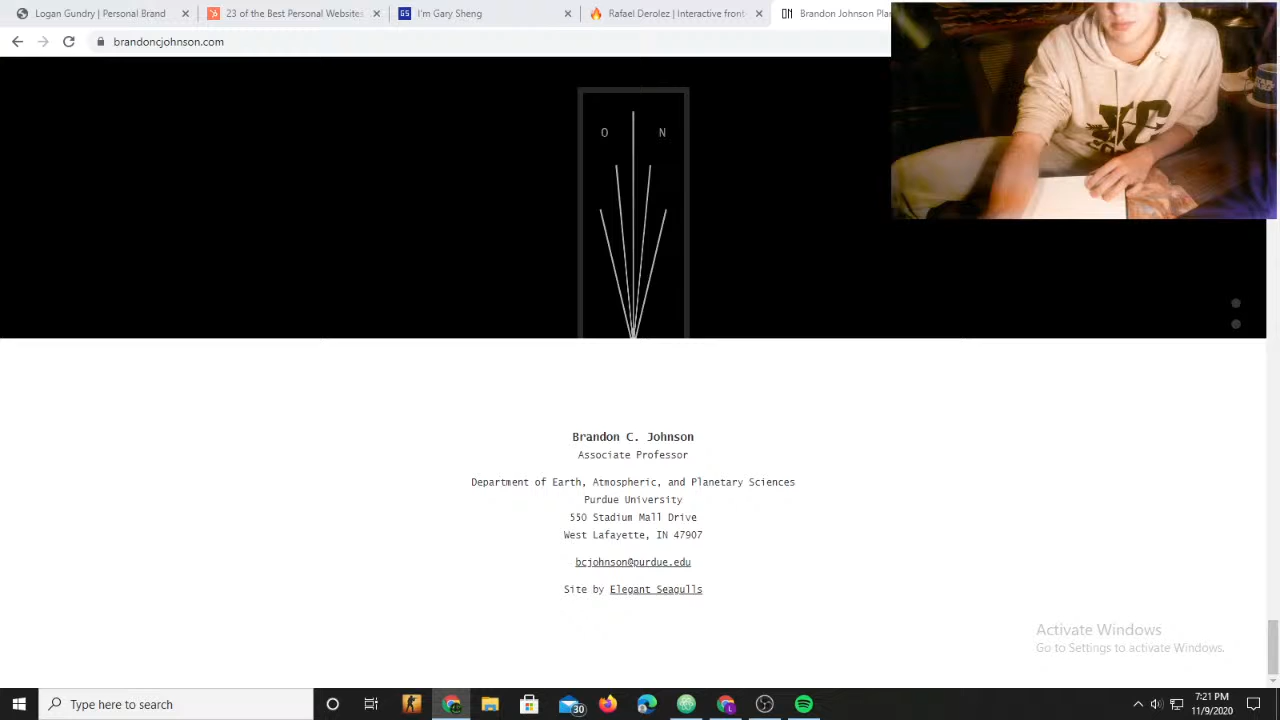 Logan Gundry | Personal Brand
23 of the Best Personal Websites
I'm Gary Sheng
Rafael Derolez | Interactive front
Brandon Johnson Plan
brandoncjohnson.com
O N
Brandon C. Johnson
Associate Professor
Department of Earth, Atmospheric, and Planetary Sciences
Purdue University
550 Stadium Mall Drive
West Lafayette, IN 47907
bcjohnson@purdue.edu
Site by Elegant Seagulls
Activate Windows
Go to Settings to activate Windows.
Type here to search
30
7:21 PM
11/9/2020